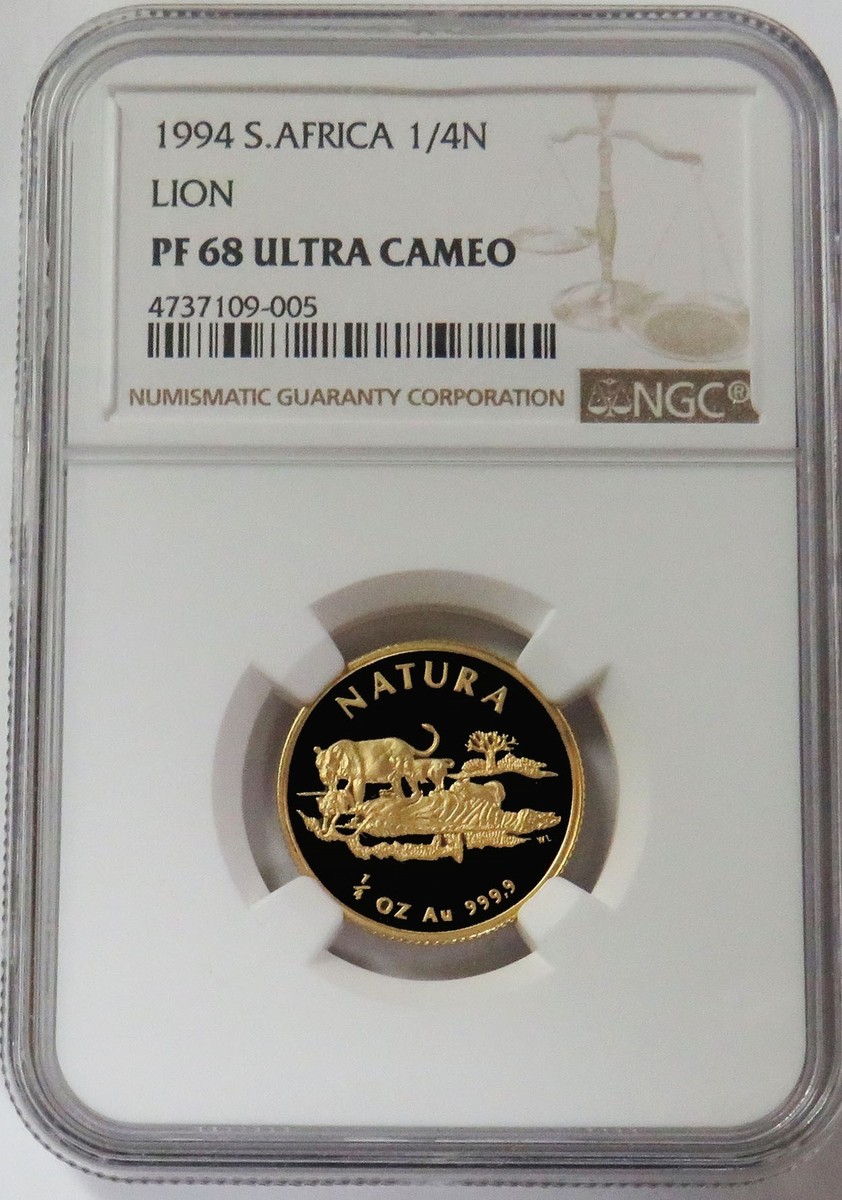 1994 S.AFRICA 1/4N
LION
PF 68 ULTRA CAMEO
4737109-005
NUMISMATIC GUARANTY CORPORATION
NGC®
NATURA
WL
1/4 OZ Au 999,9